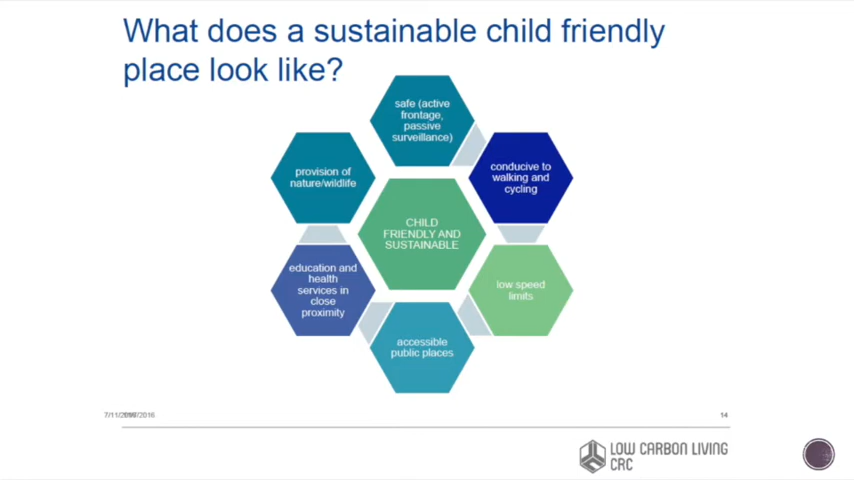 What does a sustainable child friendly
place look like?
safe (active
frontage,
passive
surveillance)
conducive to
walking and
cycling
low speed
limits
accessible
public places
education and
health
services in
close
proximity
provision of
nature/wildlife
CHILD
FRIENDLY AND
SUSTAINABLE
14
LOW CARBON LIVING
CRC